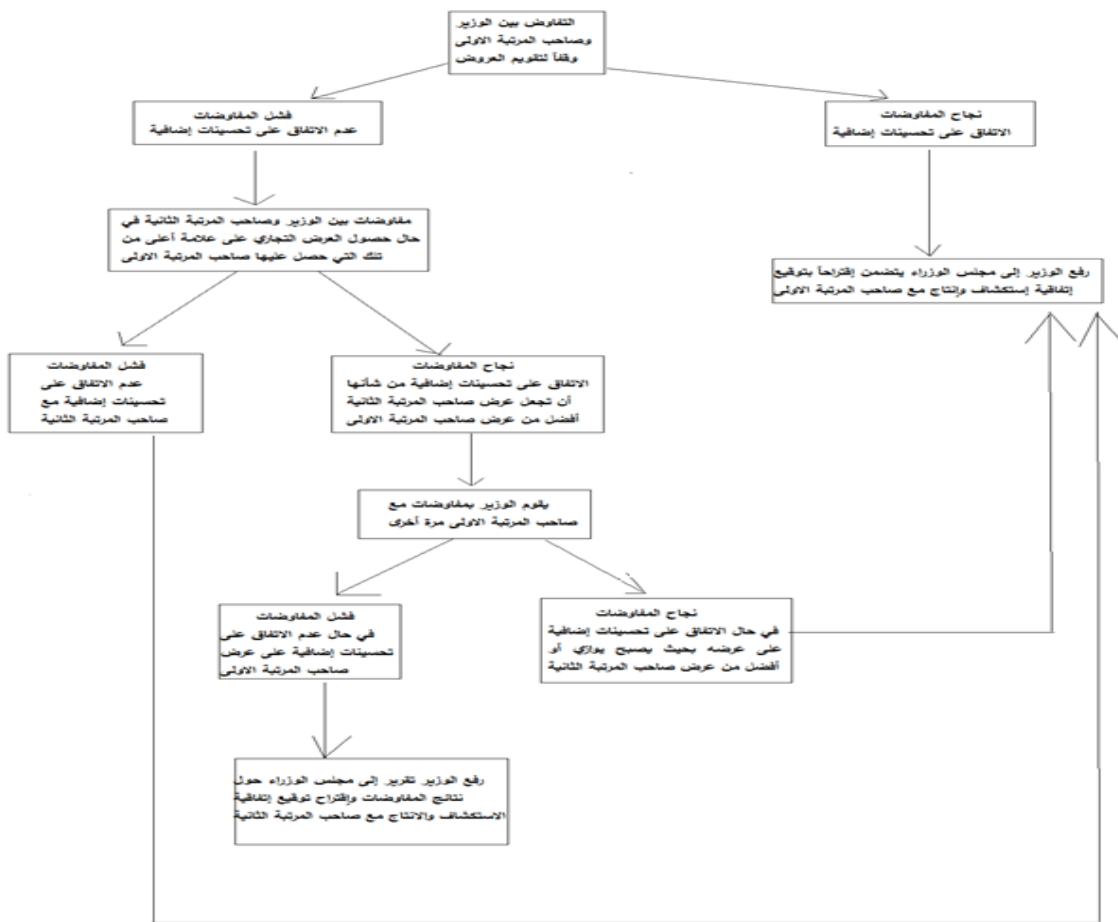 التفاوض بين الوزير
وصاحب المرتبة الاولى
وفقاً لتقويم العروض
نجاح المفاوضات
الاتفاق على تحسينات إضافية
فشل المفاوضات
عدم الاتفاق على تحسينات إضافية
مفاوضات بين الوزير وصاحب المرتبة الثانية في
حال حصول العرض التجاري على علامة أعلى من
تلك التي حصل عليها صاحب المرتبة الاولى
رفع الوزير إلى مجلس الوزراء يتضمن إقتراحاً بتوقيع
إتفاقية إستكشاف وإنتاج مع صاحب المرتبة الاولى
نجاح المفاوضات
الاتفاق على تحسينات إضافية من شأنها
أن تجعل عرض صاحب المرتبة الثانية
أفضل من عرض صاحب المرتبة الاولى
فشل المفاوضات
عدم الاتفاق على
تحسينات إضافية مع
صاحب المرتبة الثانية
يقوم الوزير بمفاوضات مع
صاحب المرتبة الاولى مرة أخرى
نجاح المفاوضات
في حال الاتفاق على تحسينات إضافية
على عرضه بحيث يصبح يوازي أو
أفضل من عرض صاحب المرتبة الثانية
فشل المفاوضات
في حال عدم الاتفاق على
تحسينات إضافية على عرض
صاحب المرتبة الاولى
رفع الوزير تقرير إلى مجلس الوزراء حول
نتائج المفاوضات وإقتراح توقيع إتفاقية
الاستكشاف والانتاج مع صاحب المرتبة الثانية